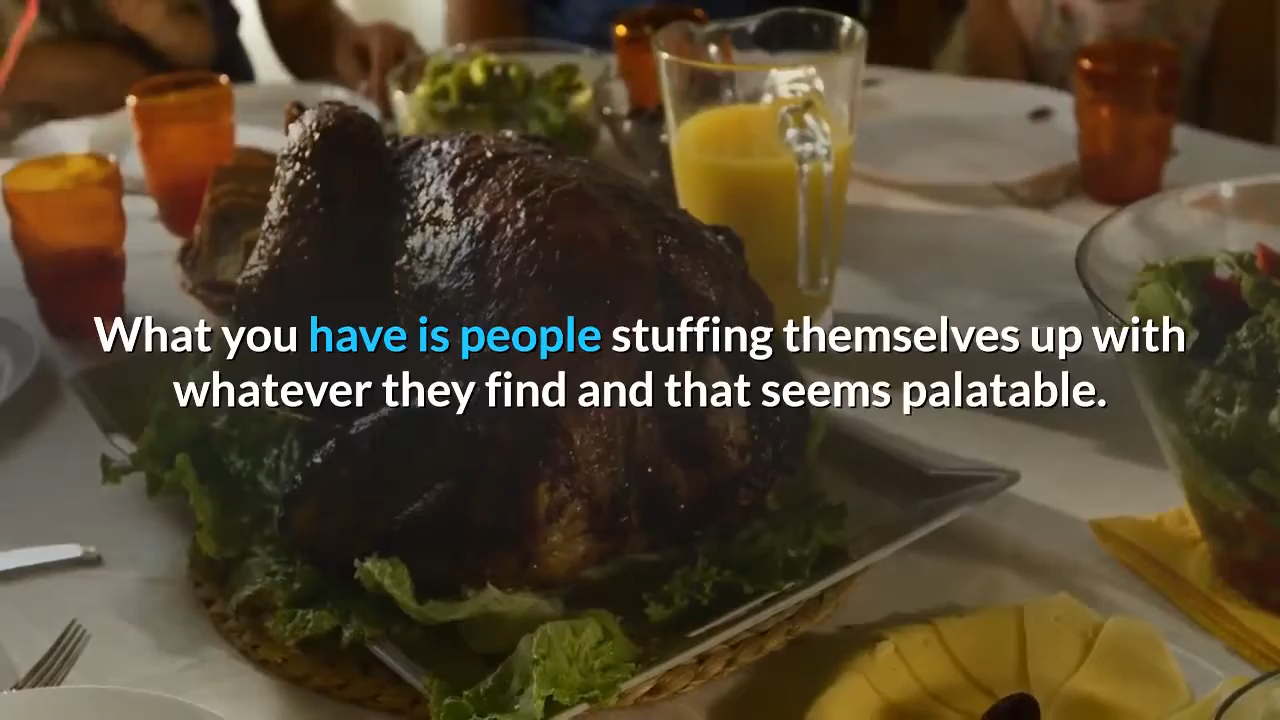 What you have is people stuffing themselves up with
whatever they find and that seems palatable.